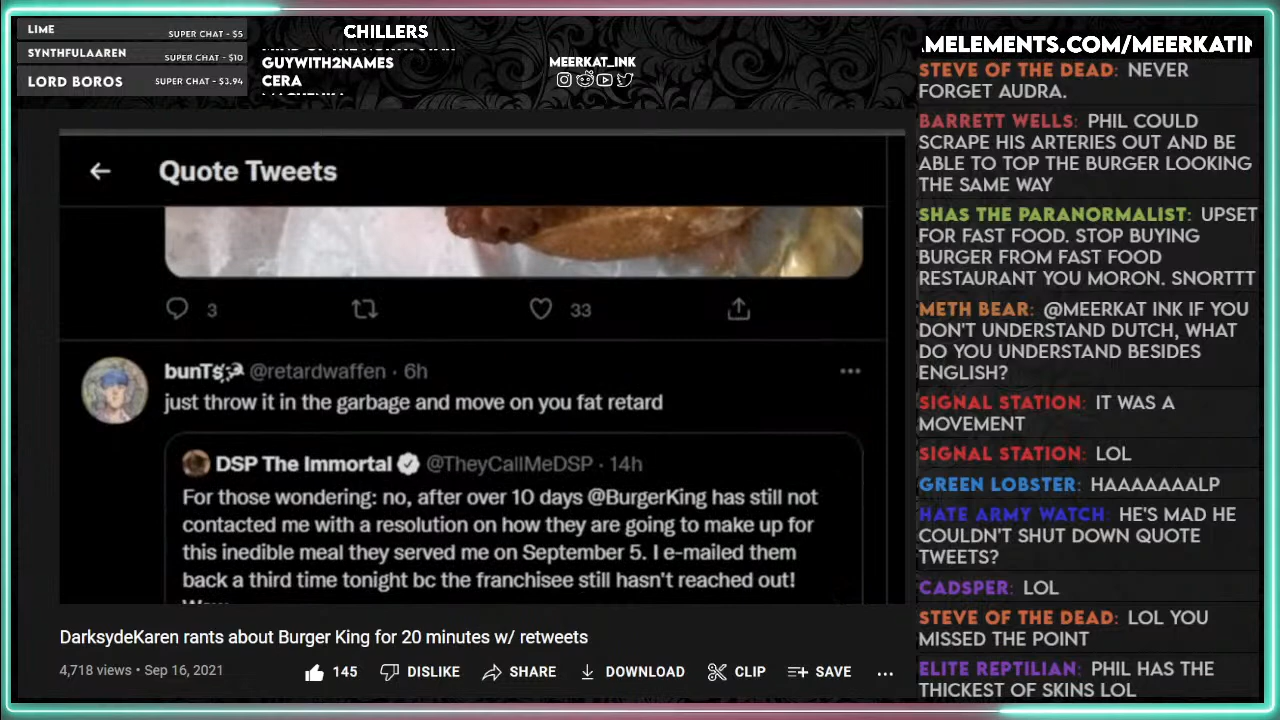 LIME
SUPER CHAT - $5
SYNTHFULAAREN
SUPER CHAT - $10
LORD BOROS
SUPER CHAT - $3.94
CHILLERS
GUYWITH2NAMES
CERA
MEERKAT_INK
Quote Tweets
3
33
bunTs @retardwaffen · 6h
just throw it in the garbage and move on you fat retard
DSP The Immortal @TheyCallMeDSP · 14h
For those wondering: no, after over 10 days @BurgerKing has still not
contacted me with a resolution on how they are going to make up for
this inedible meal they served me on September 5. I e-mailed them
back a third time tonight bc the franchisee still hasn't reached out!
DarksydeKaren rants about Burger King for 20 minutes w/ retweets
4,718 views • Sep 16, 2021
145
DISLIKE
SHARE
DOWNLOAD
CLIP
SAVE
AMELEMENTS.COM/MEERKATIN
STEVE OF THE DEAD: NEVER
FORGET AUDRA.
BARRETT WELLS: PHIL COULD
SCRAPE HIS ARTERIES OUT AND BE
ABLE TO TOP THE BURGER LOOKING
THE SAME WAY
SHAS THE PARANORMALIST: UPSET
FOR FAST FOOD. STOP BUYING
BURGER FROM FAST FOOD
RESTAURANT YOU MORON. SNORTTT
METH BEAR: @MEERKAT INK IF YOU
DON'T UNDERSTAND DUTCH, WHAT
DO YOU UNDERSTAND BESIDES
ENGLISH?
SIGNAL STATION: IT WAS A
MOVEMENT
SIGNAL STATION: LOL
GREEN LOBSTER: HAAAAAAALP
HATE ARMY WATCH: HE'S MAD HE
COULDN'T SHUT DOWN QUOTE
TWEETS?
CADSPER: LOL
STEVE OF THE DEAD: LOL YOU
MISSED THE POINT
ELITE REPTILIAN: PHIL HAS THE
THICKEST OF SKINS LOL